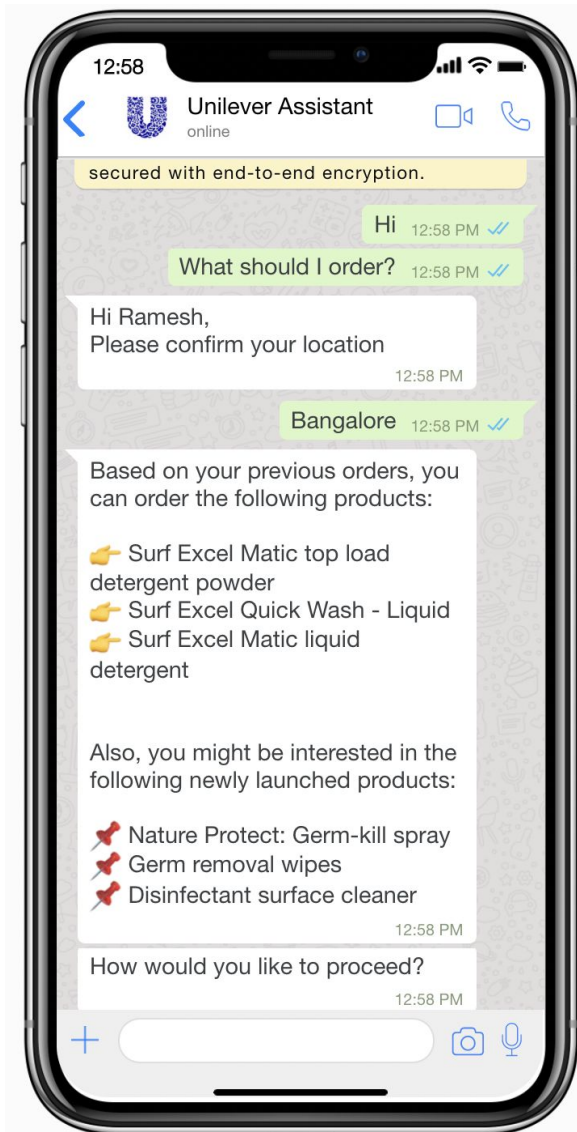 12:58
Unilever Assistant
online
secured with end-to-end encryption.
Hi 12:58 PM
What should I order? 12:58 PM
Hi Ramesh,
Please confirm your location
12:58 PM
Bangalore 12:58 PM
Based on your previous orders, you
can order the following products:
👉 Surf Excel Matic top load
detergent powder
👉 Surf Excel Quick Wash - Liquid
👉 Surf Excel Matic liquid
detergent
Also, you might be interested in the
following newly launched products:
📌 Nature Protect: Germ-kill spray
📌 Germ removal wipes
📌 Disinfectant surface cleaner
12:58 PM
How would you like to proceed?
12:58 PM